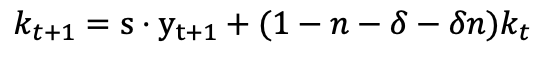 k_{t+1} = s · y_{t+1} + (1 − n − δ − δn)k_t